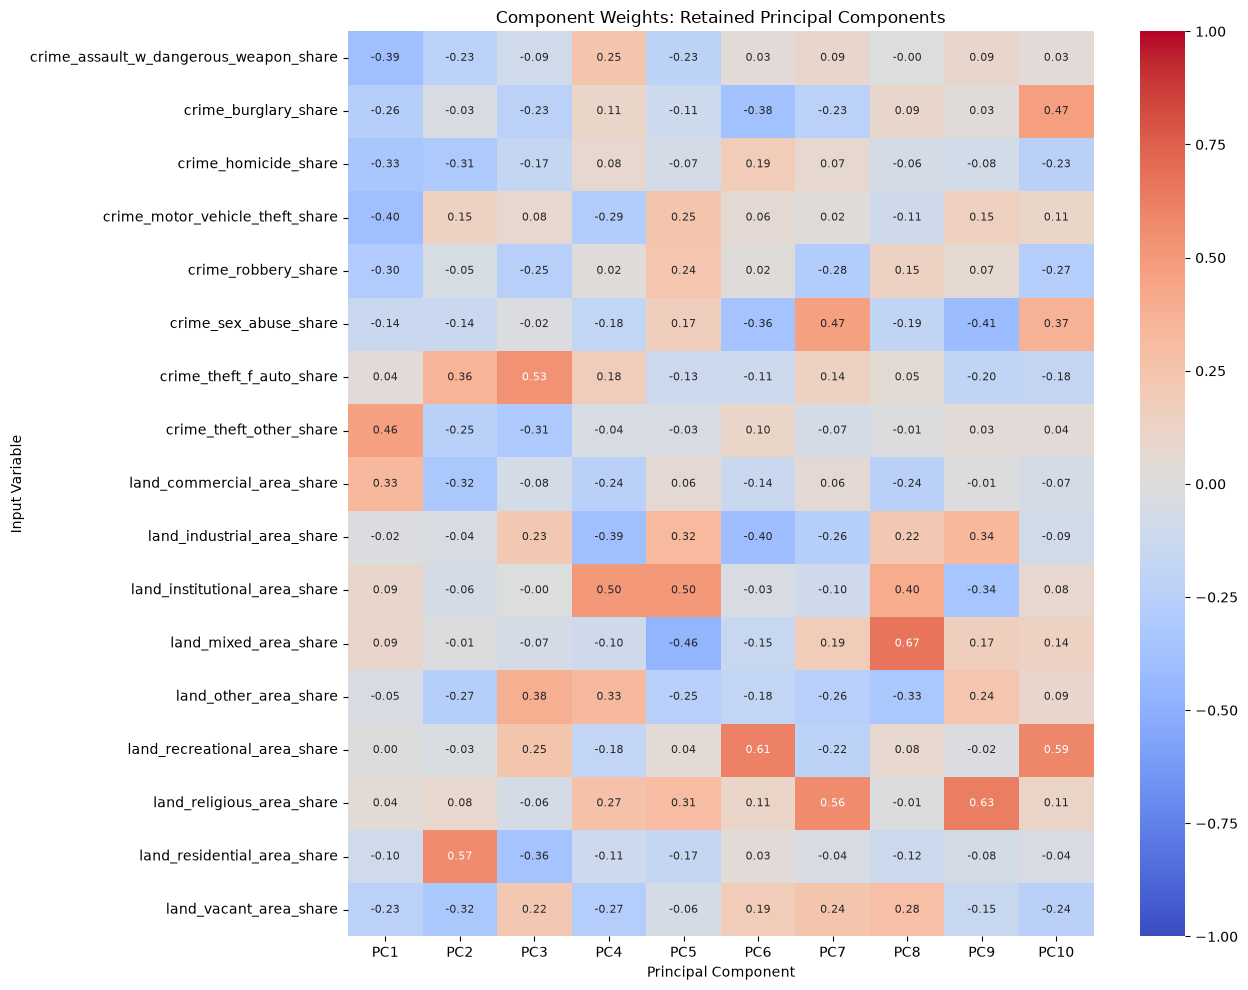 Component Weights: Retained Principal Components
crime_assault_w_dangerous_weapon_share -0.39 -0.23 -0.09 0.25 -0.23 0.03 0.09 -0.00 0.09 0.03
crime_burglary_share -0.26 -0.03 -0.23 0.11 -0.11 -0.38 -0.23 0.09 0.03 0.47
crime_homicide_share -0.33 -0.31 -0.17 0.08 -0.07 0.19 0.07 -0.06 -0.08 -0.23
crime_motor_vehicle_theft_share -0.40 0.15 0.08 -0.29 0.25 0.06 0.02 -0.11 0.15 0.11
crime_robbery_share -0.30 -0.05 -0.25 0.02 0.24 0.02 -0.28 0.15 0.07 -0.27
crime_sex_abuse_share -0.14 -0.14 -0.02 -0.18 0.17 -0.36 0.47 -0.19 -0.41 0.37
crime_theft_f_auto_share 0.04 0.36 0.53 0.18 -0.13 -0.11 0.14 0.05 -0.20 -0.18
crime_theft_other_share 0.46 -0.25 -0.31 -0.04 -0.03 0.10 -0.07 -0.01 0.03 0.04
land_commercial_area_share 0.33 -0.32 -0.08 -0.24 0.06 -0.14 0.06 -0.24 -0.01 -0.07
land_industrial_area_share -0.02 -0.04 0.23 -0.39 0.32 -0.40 -0.26 0.22 0.34 -0.09
land_institutional_area_share 0.09 -0.06 -0.00 0.50 0.50 -0.03 -0.10 0.40 -0.34 0.08
land_mixed_area_share 0.09 -0.01 -0.07 -0.10 -0.46 -0.15 0.19 0.67 0.17 0.14
land_other_area_share -0.05 -0.27 0.38 0.33 -0.25 -0.18 -0.26 -0.33 0.24 0.09
land_recreational_area_share 0.00 -0.03 0.25 -0.18 0.04 0.61 -0.22 0.08 -0.02 0.59
land_religious_area_share 0.04 0.08 -0.06 0.27 0.31 0.11 0.56 -0.01 0.63 0.11
land_residential_area_share -0.10 0.57 -0.36 -0.11 -0.17 0.03 -0.04 -0.12 -0.08 -0.04
land_vacant_area_share -0.23 -0.32 0.22 -0.27 -0.06 0.19 0.24 0.28 -0.15 -0.24
PC1 PC2 PC3 PC4 PC5 PC6 PC7 PC8 PC9 PC10
Principal Component
Input Variable
1.00
0.75
0.50
0.25
0.00
−0.25
−0.50
−0.75
−1.00